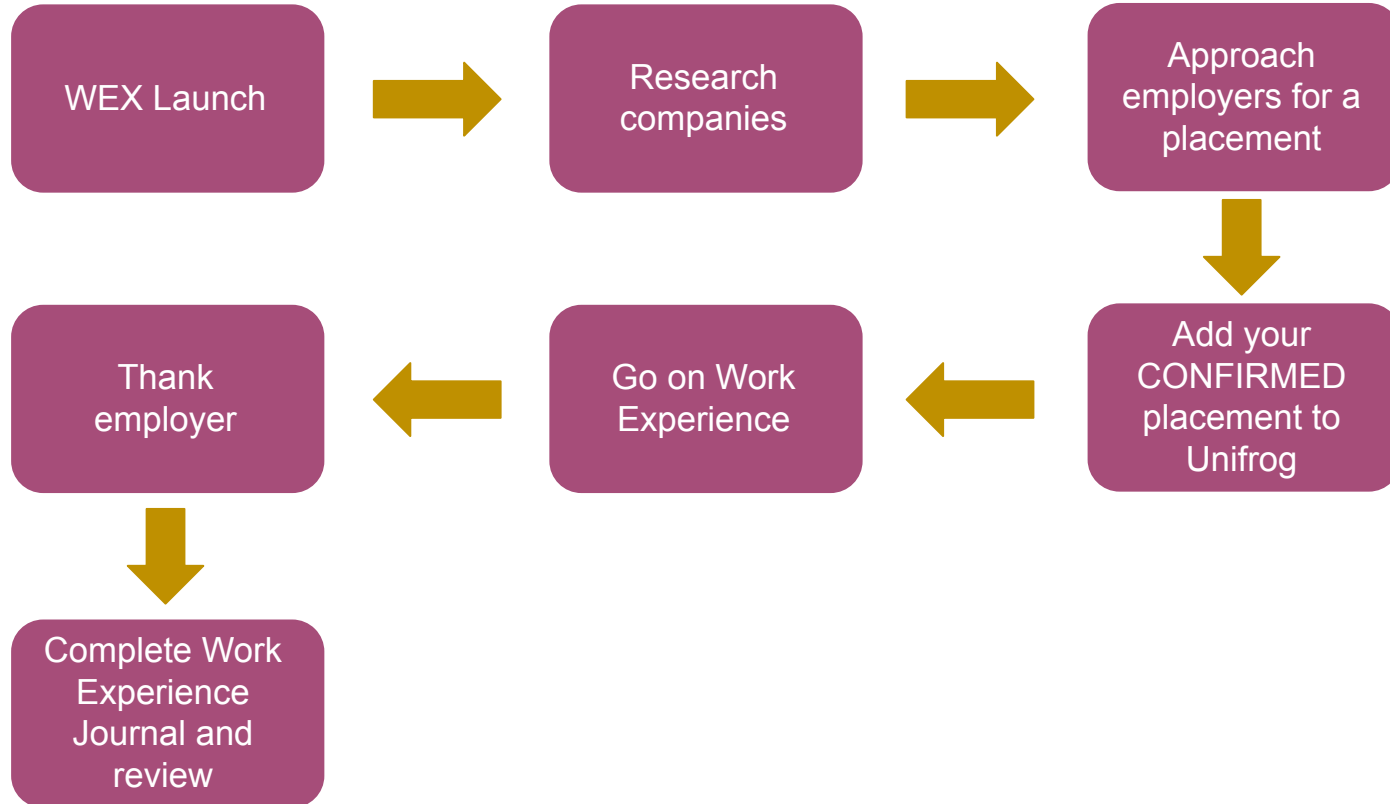 WEX Launch
Research
companies
Approach
employers for a
placement
Add your
CONFIRMED
placement to
Unifrog
Go on Work
Experience
Thank
employer
Complete Work
Experience
Journal and
review